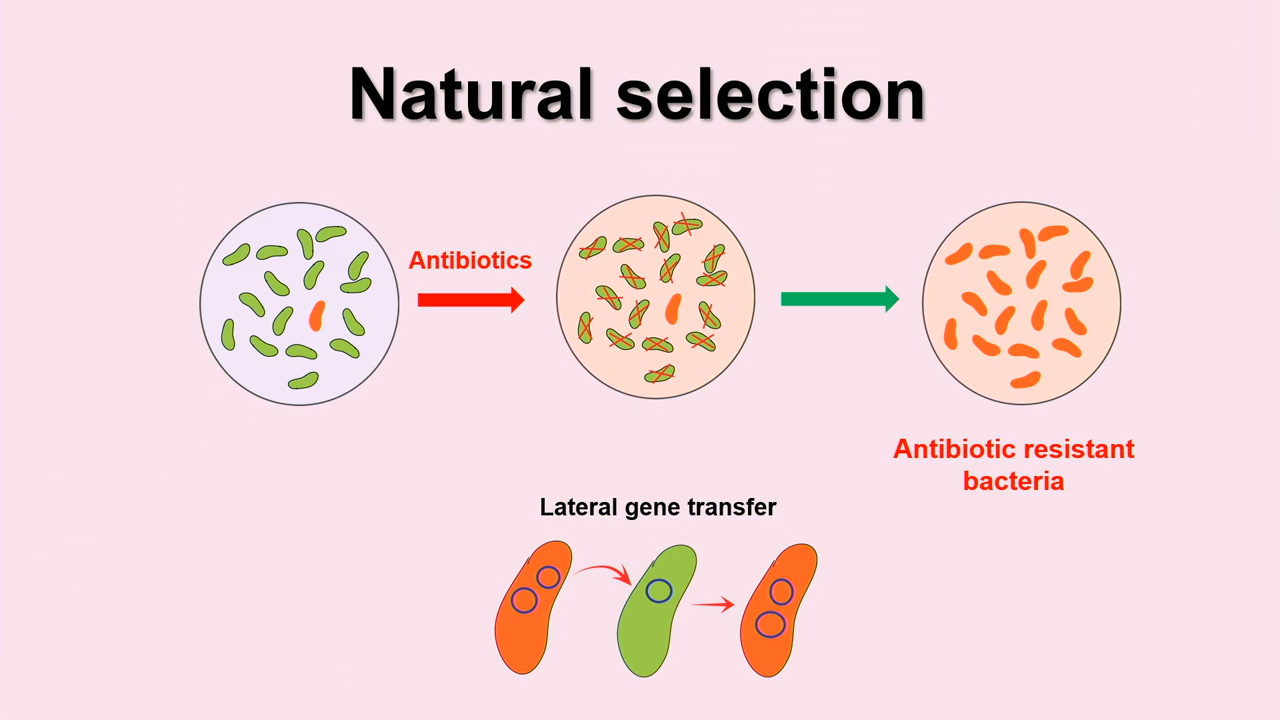 Natural selection
Antibiotics
Antibiotic resistant
bacteria
Lateral gene transfer